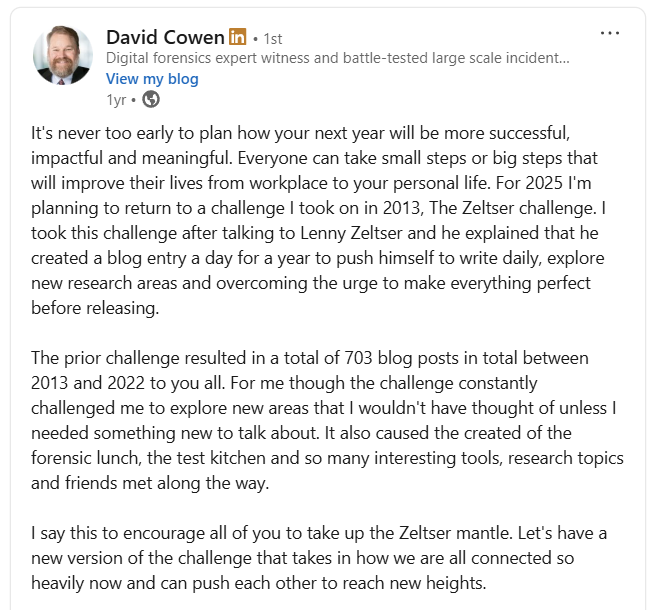 David Cowen in • 1st
Digital forensics expert witness and battle-tested large scale incident...
View my blog
1yr •
It's never too early to plan how your next year will be more successful,
impactful and meaningful. Everyone can take small steps or big steps that
will improve their lives from workplace to your personal life. For 2025 I'm
planning to return to a challenge I took on in 2013, The Zeltser challenge. I
took this challenge after talking to Lenny Zeltser and he explained that he
created a blog entry a day for a year to push himself to write daily, explore
new research areas and overcoming the urge to make everything perfect
before releasing.
The prior challenge resulted in a total of 703 blog posts in total between
2013 and 2022 to you all. For me though the challenge constantly
challenged me to explore new areas that I wouldn't have thought of unless I
needed something new to talk about. It also caused the created of the
forensic lunch, the test kitchen and so many interesting tools, research topics
and friends met along the way.
I say this to encourage all of you to take up the Zeltser mantle. Let's have a
new version of the challenge that takes in how we are all connected so
heavily now and can push each other to reach new heights.